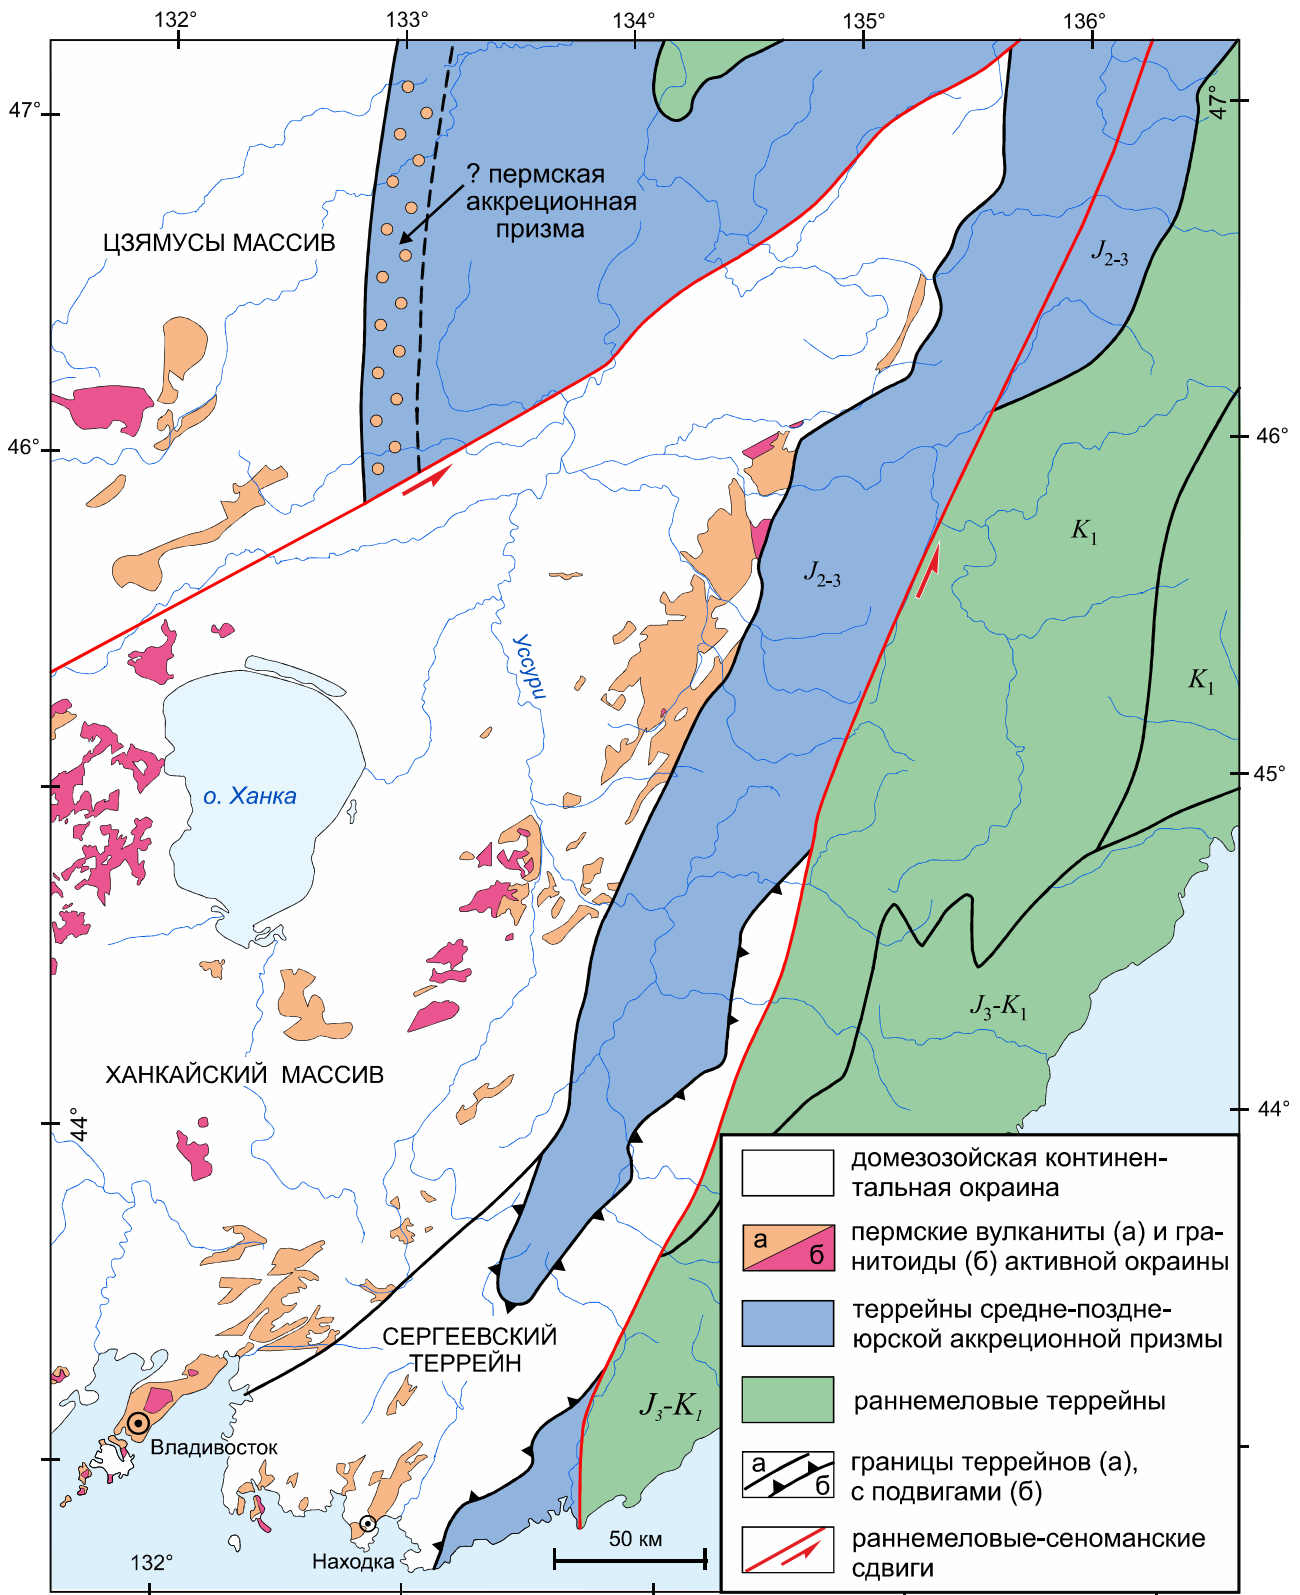 132°
133°
134°
135°
136°
47°
47°
? пермская
аккреционная
призма
ЦЗЯМУСЫ МАССИВ
J2-3
46°
46°
K1
J2-3
Уссури
K1
45°
о. Ханка
J3-K1
ХАНКАЙСКИЙ МАССИВ
44°
44°
СЕРГЕЕВСКИЙ
ТЕРРЕЙН
J3-K1
Владивосток
Находка
132°
50 км
домезозойская континен-
тальная окраина
а
б
пермские вулканиты (а) и гра-
нитоиды (б) активной окраины
террейны средне-поздне-
юрской аккреционной призмы
раннемеловые террейны
а
б
границы террейнов (а),
с подвигами (б)
раннемеловые-сеноманские
сдвиги